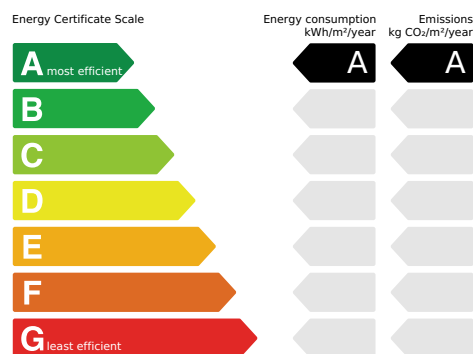 Energy Certificate Scale
Energy consumption
kWh/m²/year
Emissions
kg CO₂/m²/year
A most efficient
A
A
B
C
D
E
F
G least efficient